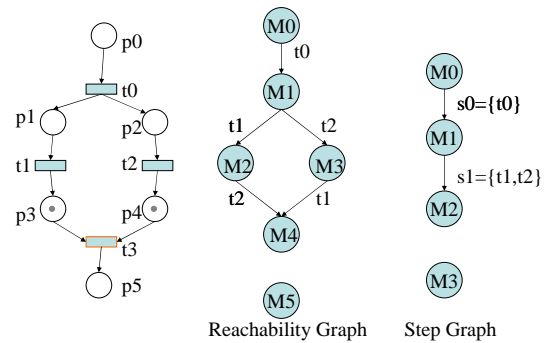 p0
t0
p1
p2
t1
t2
p3
p4
t3
p5
M0
t0
M1
t1
t2
M2
M3
t2
t1
M4
M5
Reachability Graph
M0
s0={t0}
M1
s1={t1,t2}
M2
M3
Step Graph